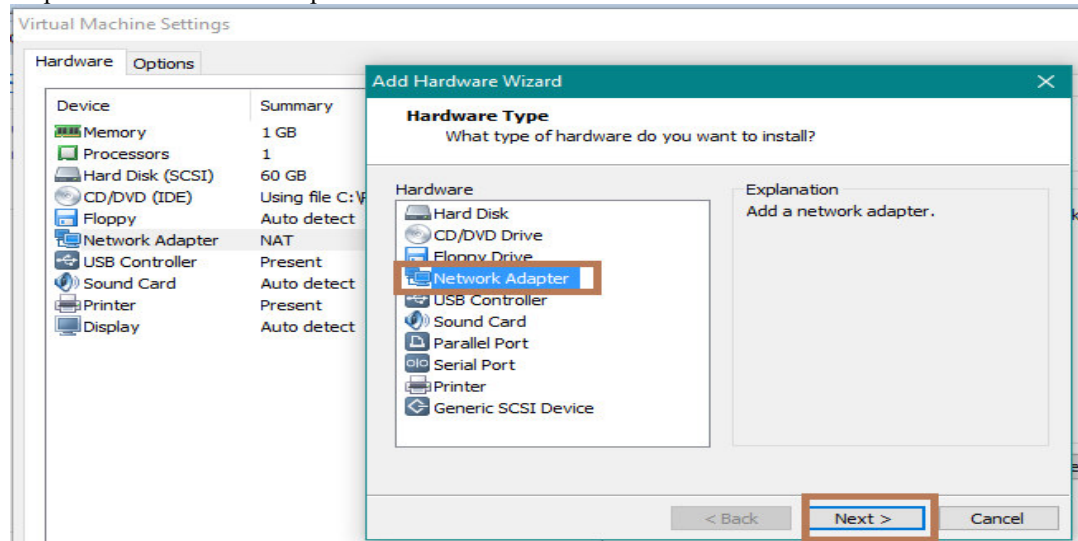 Virtual Machine Settings
Hardware Options
Device Summary
Memory 1 GB
Processors 1
Hard Disk (SCSI) 60 GB
CD/DVD (IDE) Using file C:\
Floppy Auto detect
Network Adapter NAT
USB Controller Present
Sound Card Auto detect
Printer Present
Display Auto detect
Add Hardware Wizard
Hardware Type
What type of hardware do you want to install?
Hardware
Hard Disk
CD/DVD Drive
Floppy Drive
Network Adapter
USB Controller
Sound Card
Parallel Port
Serial Port
Printer
Generic SCSI Device
Explanation
Add a network adapter.
< Back Next > Cancel